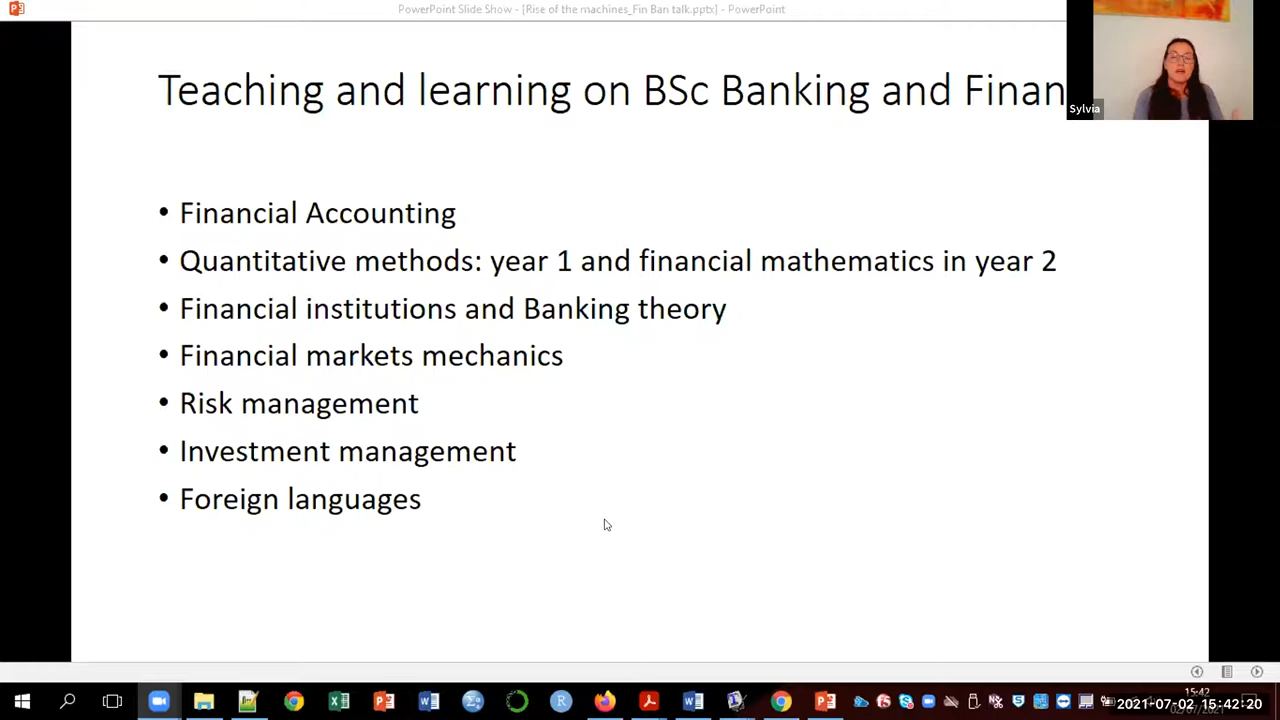 PowerPoint Slide Show - [Rise of the machines_Fin Ban talk.pptx] - PowerPoint
Teaching and learning on BSc Banking and Finan
Sylvia
• Financial Accounting
• Quantitative methods: year 1 and financial mathematics in year 2
• Financial institutions and Banking theory
• Financial markets mechanics
• Risk management
• Investment management
• Foreign languages
15:42
2021-07-02 15:42:20